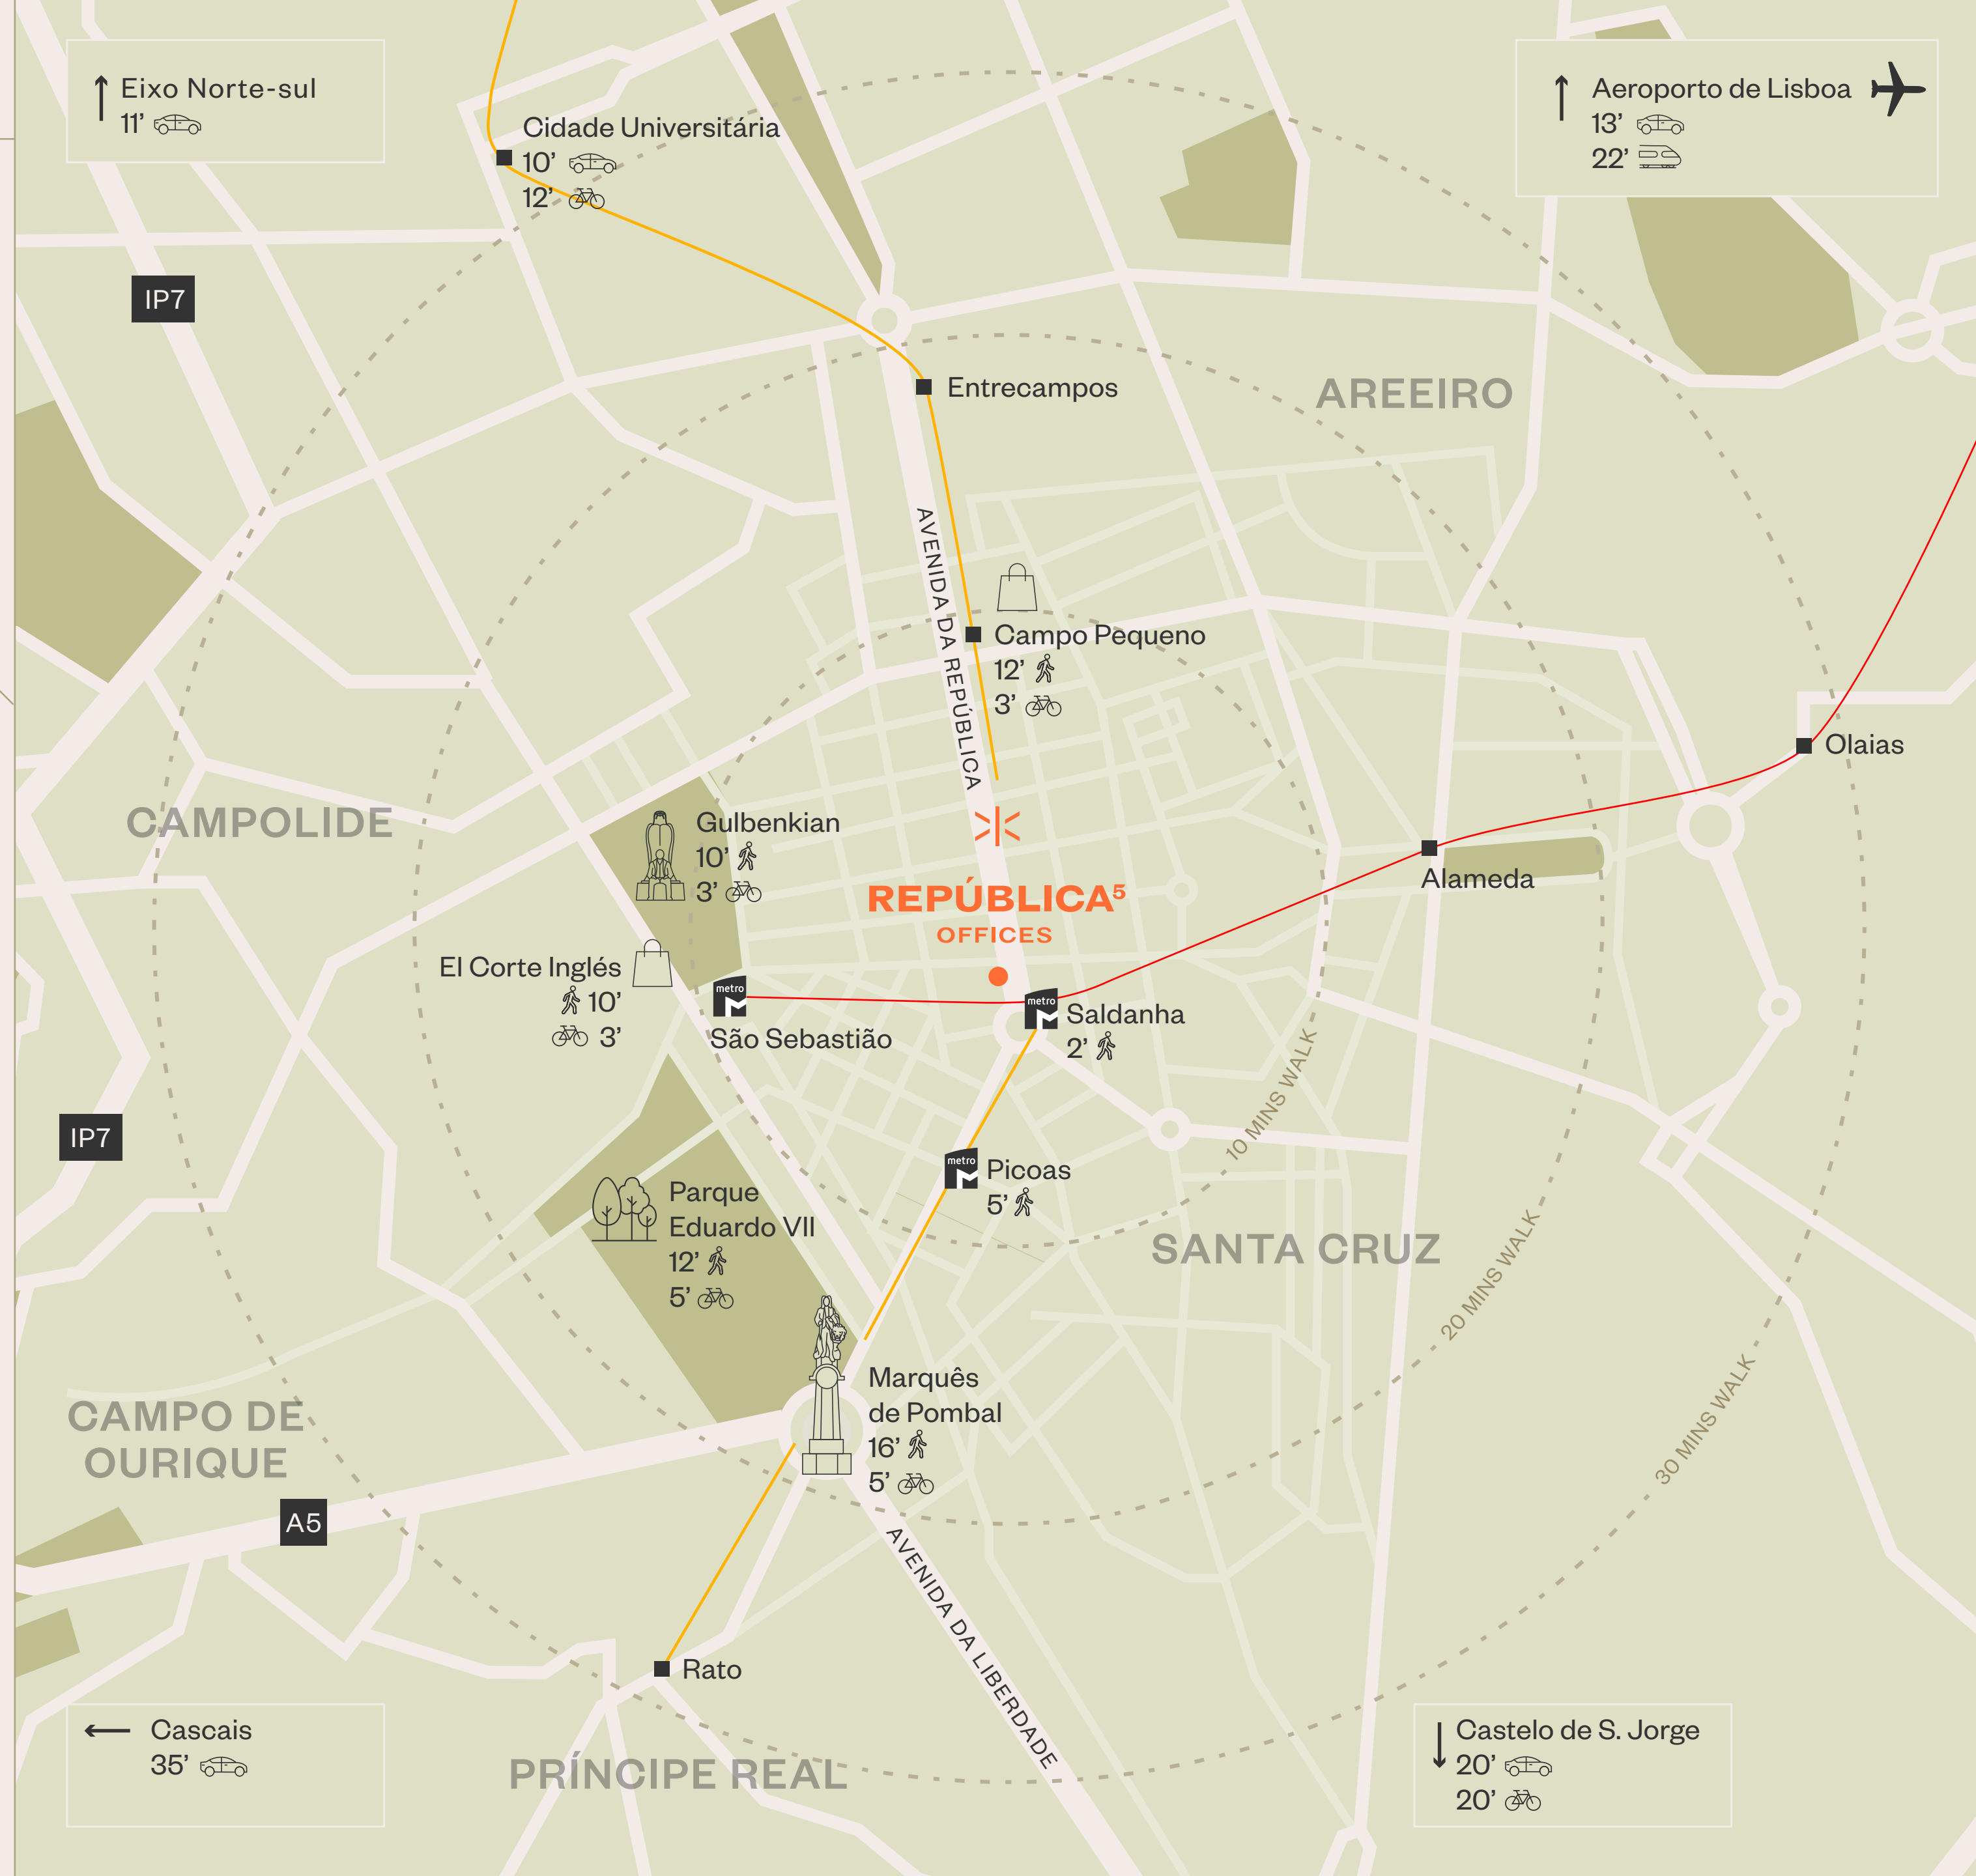 Eixo Norte-sul
11’
Aeroporto de Lisboa
13’
22’
Cidade Universitária
10’
12’
IP7
Entrecampos
AREEIRO
AVENIDA DA REPÚBLICA
Campo Pequeno
12’
3’
Olaias
CAMPOLIDE
Gulbenkian
10’
3’
Alameda
REPÚBLICA⁵
OFFICES
El Corte Inglés
10’
3’
metro
São Sebastião
metro
Saldanha
2’
10 MINS WALK
IP7
metro
Picoas
5’
Parque
Eduardo VII
12’
5’
SANTA CRUZ
20 MINS WALK
Marquês
de Pombal
16’
5’
30 MINS WALK
CAMPO DE
OURIQUE
A5
AVENIDA DA LIBERDADE
Rato
Cascais
35’
PRÍNCIPE REAL
Castelo de S. Jorge
20’
20’